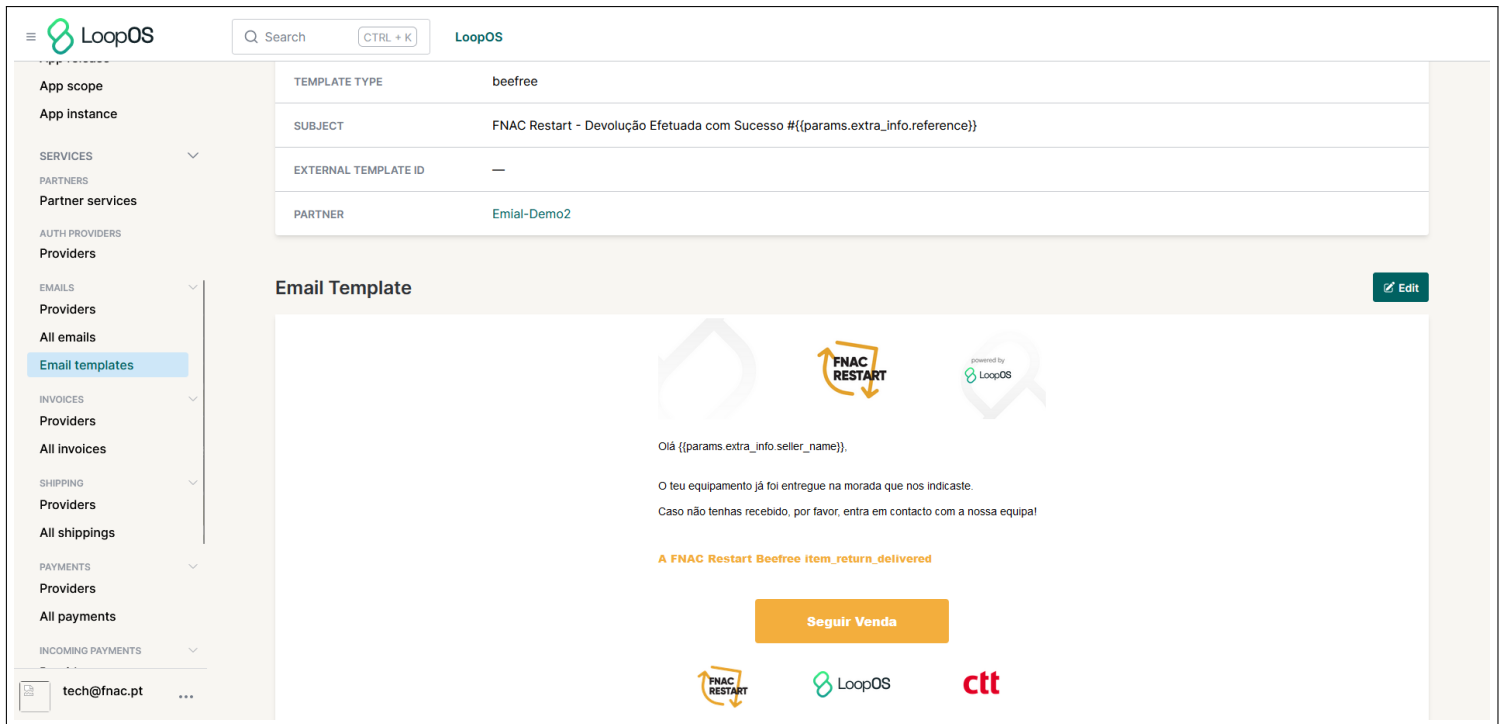 LoopOS
Search
CTRL + K
LoopOS
App release
App scope
App instance
SERVICES
PARTNERS
Partner services
AUTH PROVIDERS
Providers
EMAILS
Providers
All emails
Email templates
INVOICES
Providers
All invoices
SHIPPING
Providers
All shippings
PAYMENTS
Providers
All payments
INCOMING PAYMENTS
tech@fnac.pt
TEMPLATE TYPE beefree
SUBJECT FNAC Restart - Devolução Efetuada com Sucesso #{{params.extra_info.reference}}
EXTERNAL TEMPLATE ID —
PARTNER Emial-Demo2
Email Template
Edit
FNAC
RESTART
powered by
LoopOS
Olá {{params.extra_info.seller_name}},
O teu equipamento já foi entregue na morada que nos indicaste.
Caso não tenhas recebido, por favor, entra em contacto com a nossa equipa!
A FNAC Restart Beefree item_return_delivered
Seguir Venda
FNAC
RESTART
LoopOS
ctt